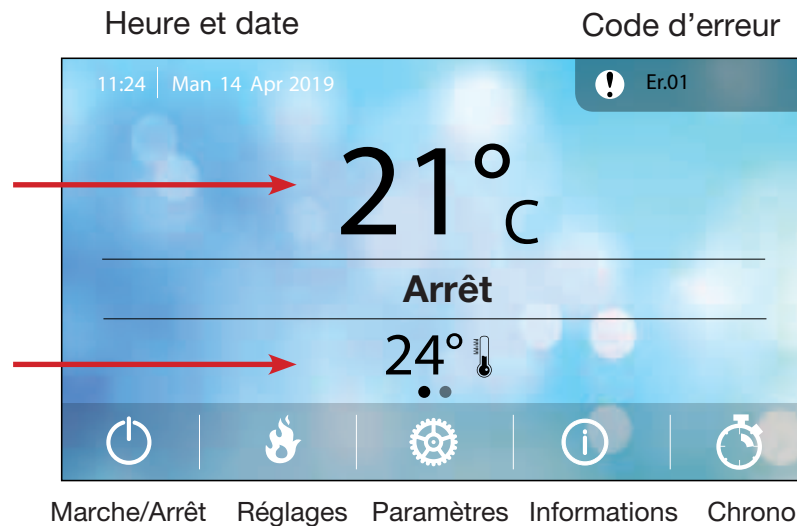 Heure et date
Code d'erreur
11:24 | Man 14 Apr 2019
Er.01
21°C
Arrêt
24°
Marche/Arrêt Réglages Paramètres Informations Chrono